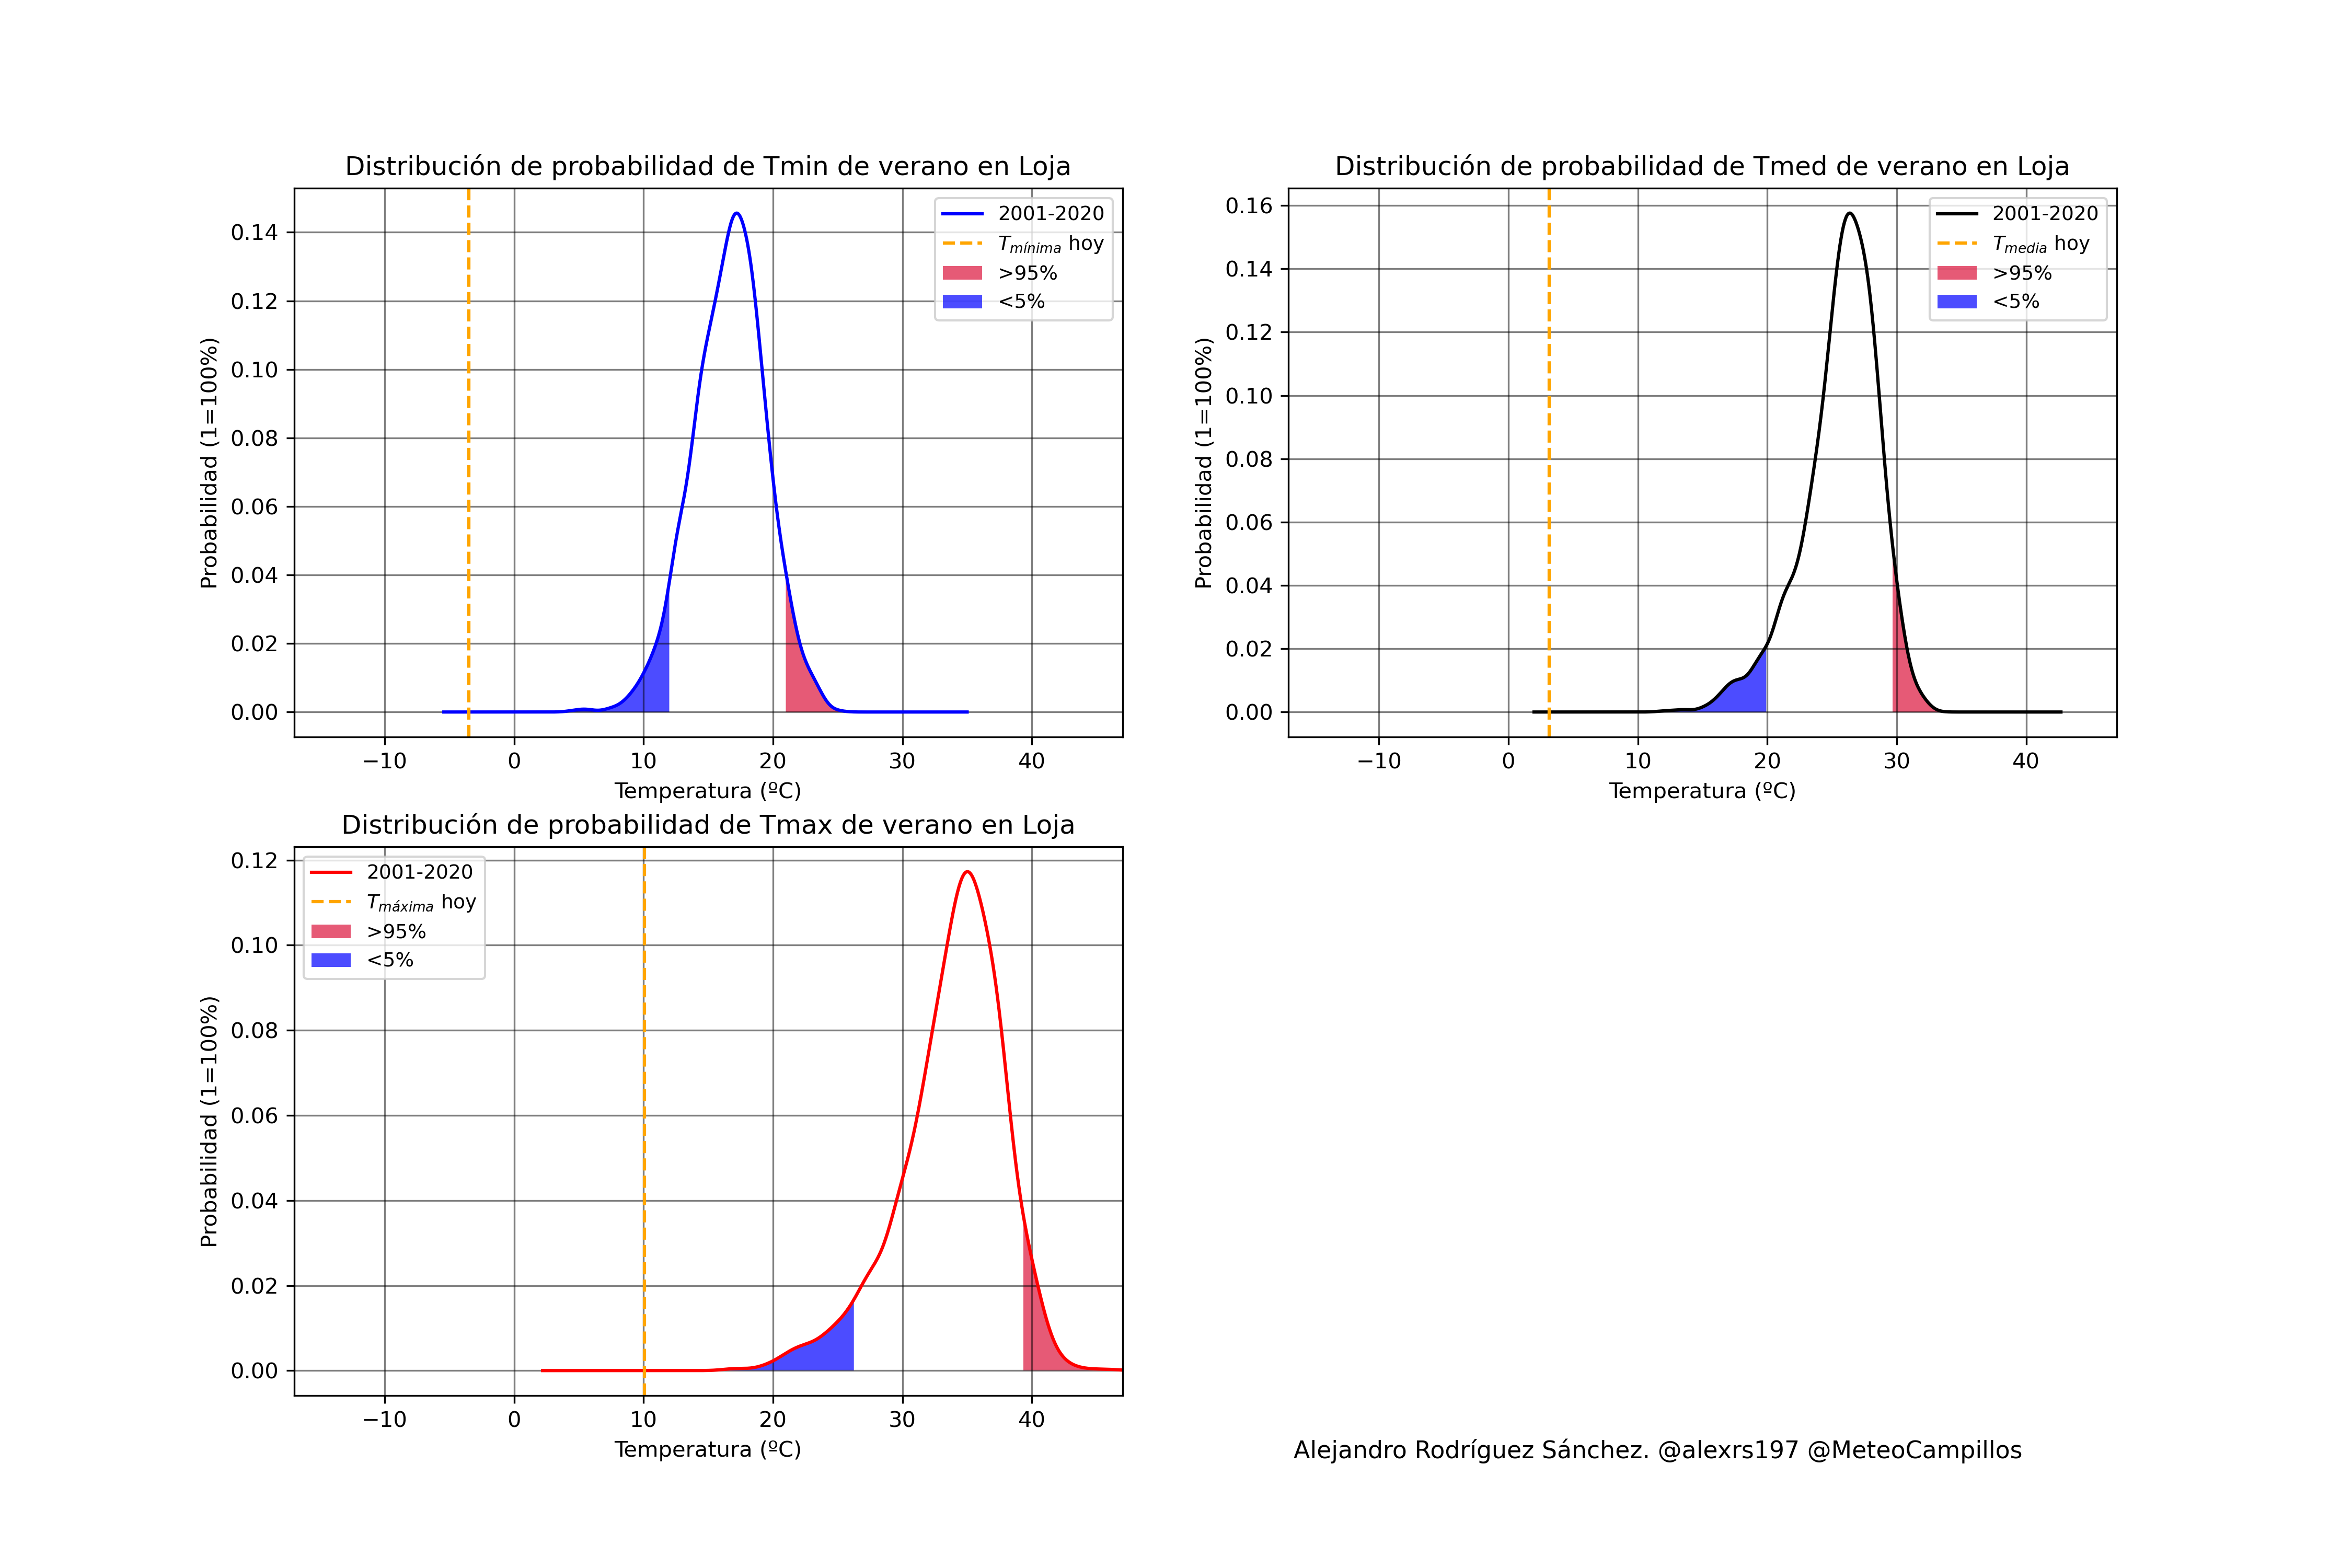 Distribución de probabilidad de Tmin de verano en Loja
Probabilidad (1=100%)
0.14
0.12
0.10
0.08
0.06
0.04
0.02
0.00
2001-2020
Tmínima hoy
>95%
<5%
−10 0 10 20 30 40
Temperatura (ºC)
Distribución de probabilidad de Tmed de verano en Loja
Probabilidad (1=100%)
0.16
0.14
0.12
0.10
0.08
0.06
0.04
0.02
0.00
2001-2020
Tmedia hoy
>95%
<5%
−10 0 10 20 30 40
Temperatura (ºC)
Distribución de probabilidad de Tmax de verano en Loja
Probabilidad (1=100%)
0.12
0.10
0.08
0.06
0.04
0.02
0.00
2001-2020
Tmáxima hoy
>95%
<5%
−10 0 10 20 30 40
Temperatura (ºC)
Alejandro Rodríguez Sánchez. @alexrs197 @MeteoCampillos